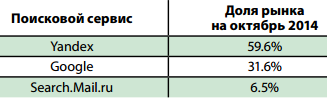 Поисковой сервис
Доля рынка
на октябрь 2014
Yandex
59.6%
Google
31.6%
Search.Mail.ru
6.5%